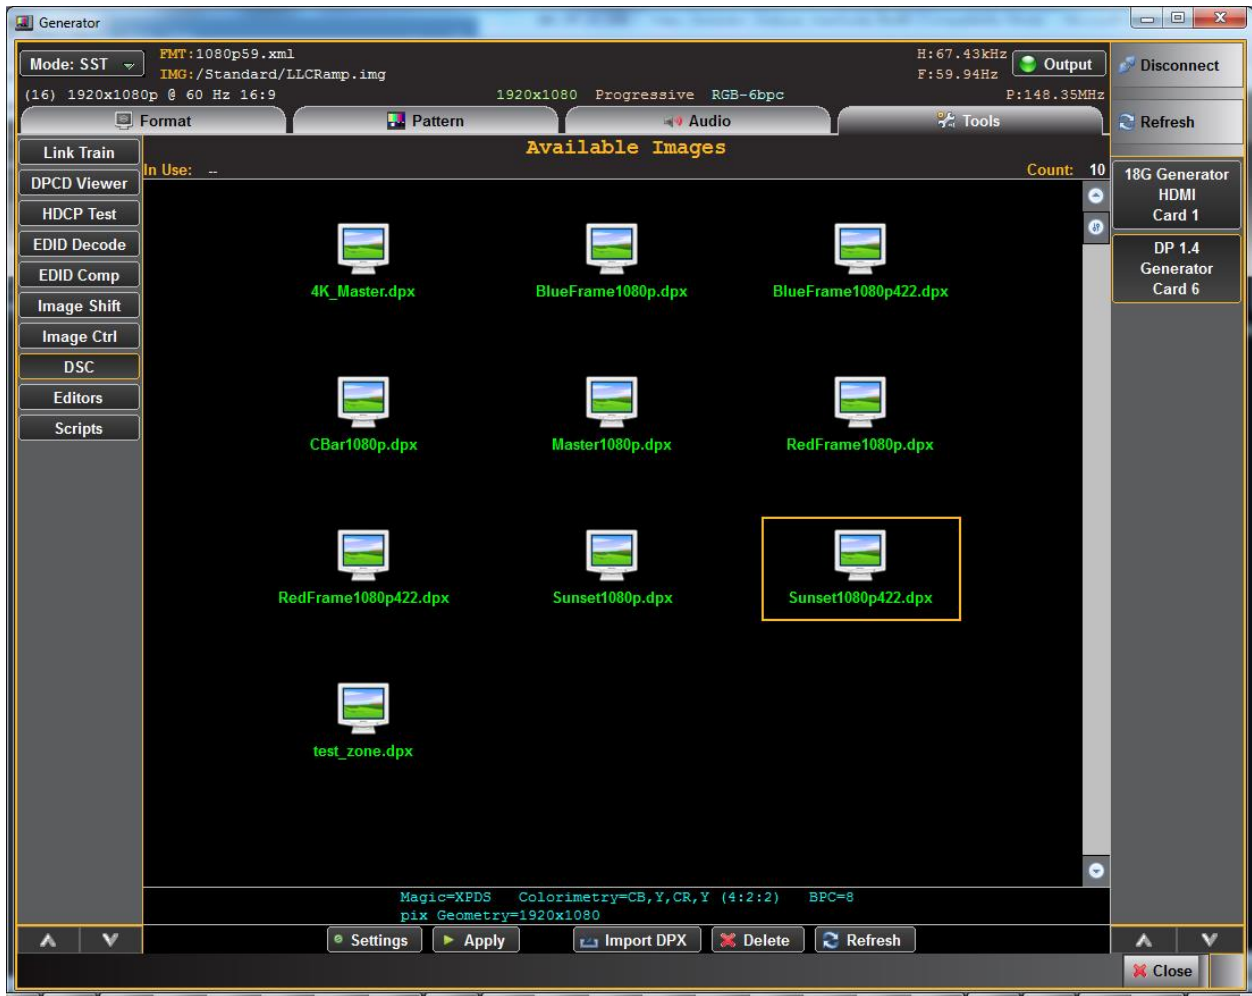 Generator
Mode: SST
FMT:1080p59.xml
IMG:/Standard/LLCRamp.img
H:67.43kHz
F:59.94Hz
Output
Disconnect
(16) 1920x1080p @ 60 Hz 16:9
1920x1080 Progressive RGB-6bpc
P:148.35MHz
Format
Pattern
Audio
Tools
Refresh
Link Train
DPCD Viewer
HDCP Test
EDID Decode
EDID Comp
Image Shift
Image Ctrl
DSC
Editors
Scripts
Available Images
In Use: --
Count: 10
18G Generator
HDMI
Card 1
DP 1.4
Generator
Card 6
4K_Master.dpx
BlueFrame1080p.dpx
BlueFrame1080p422.dpx
CBar1080p.dpx
Master1080p.dpx
RedFrame1080p.dpx
RedFrame1080p422.dpx
Sunset1080p.dpx
Sunset1080p422.dpx
test_zone.dpx
Magic=XPDS Colorimetry=CB,Y,CR,Y (4:2:2) BPC=8
pix Geometry=1920x1080
Settings
Apply
Import DPX
Delete
Refresh
Close